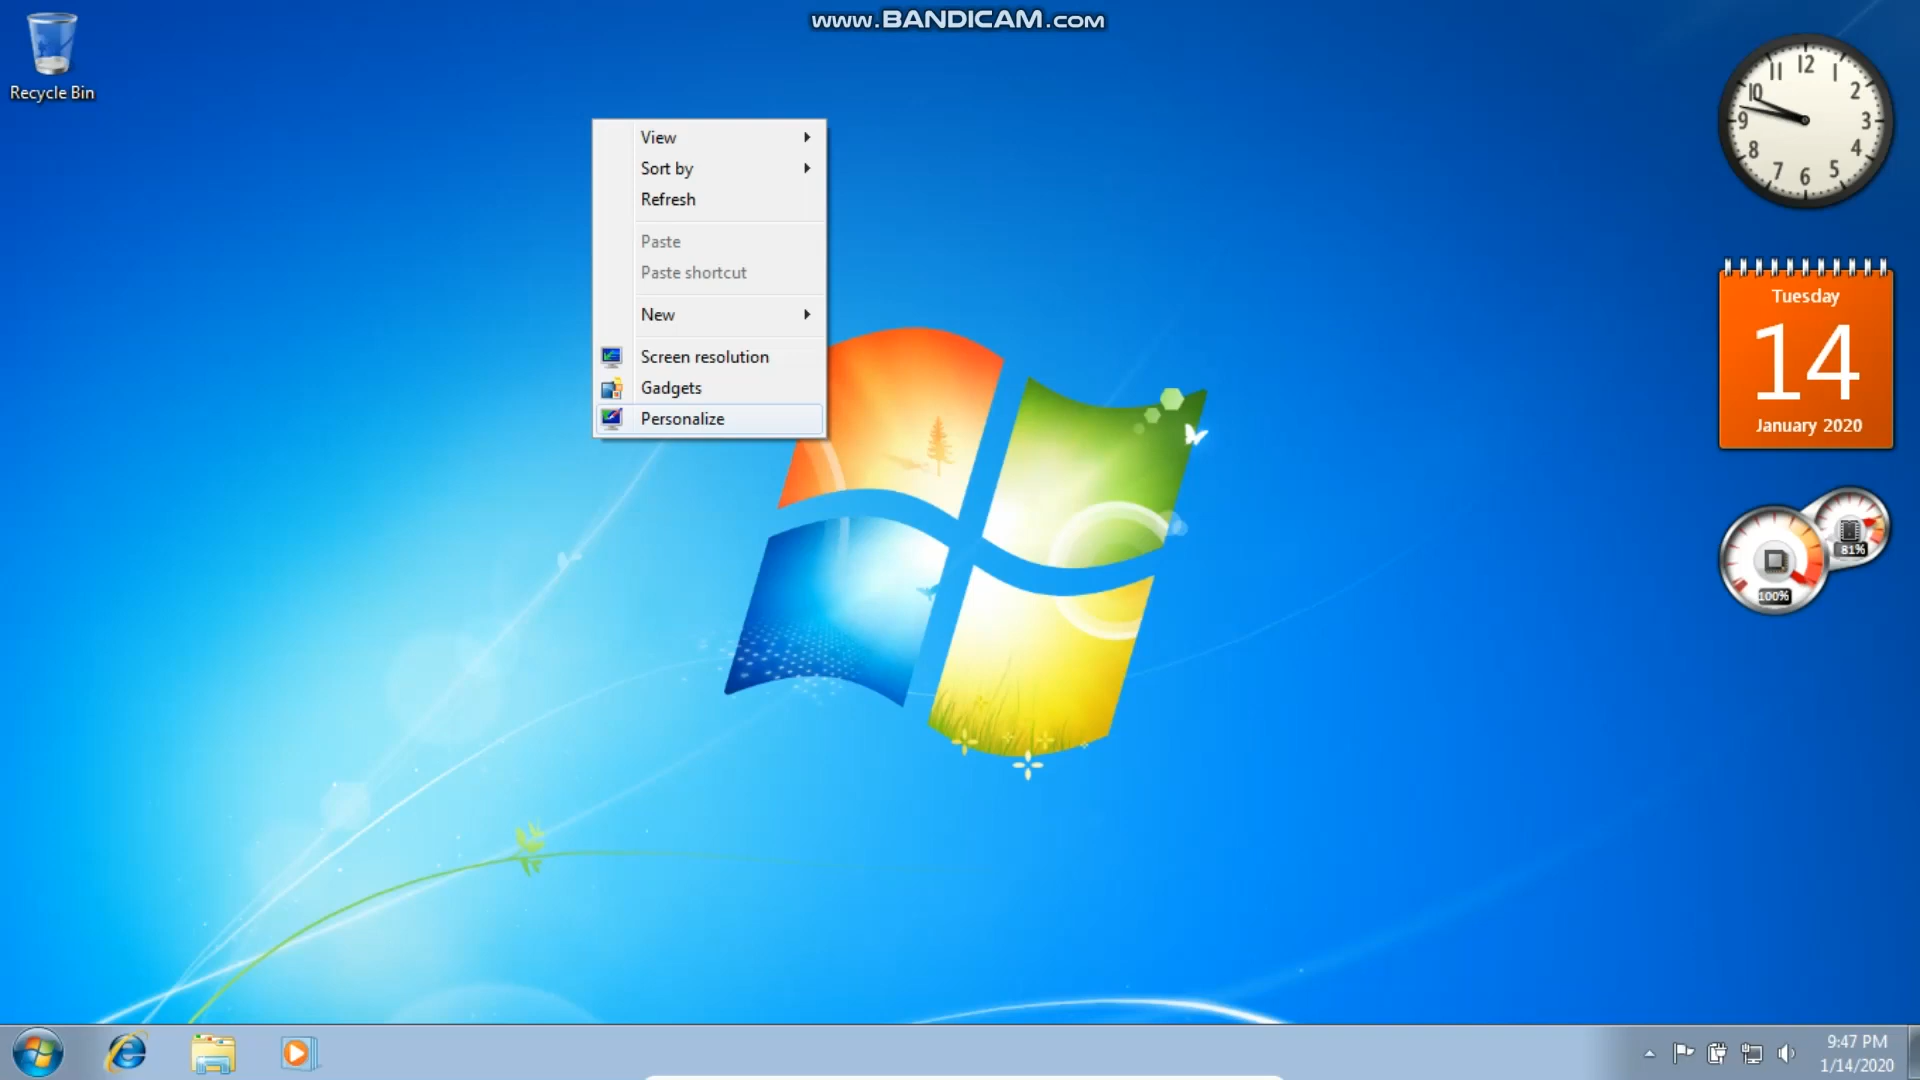 www.BANDICAM.com
Recycle Bin
View
Sort by
Refresh
Paste
Paste shortcut
New
Screen resolution
Gadgets
Personalize
12
1
2
3
4
5
6
7
8
9
10
11
Tuesday
14
January 2020
81%
100%
9:47 PM
1/14/2020